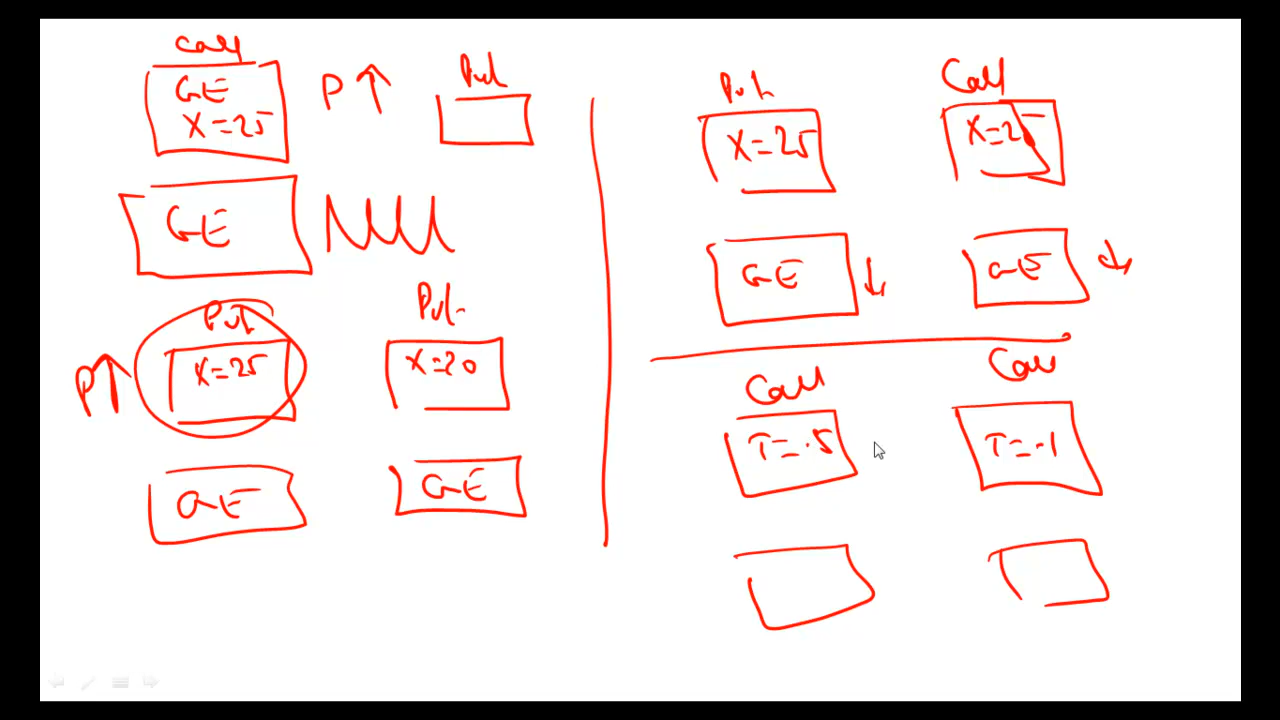 Call
GE
X=25
P↑
Put
GE
Put
X=25
P↑
Put
X=20
GE
GE
Put
X=25
Call
X=25
GE ↓
GE ↓
Call
T=.5
Call
T=.1